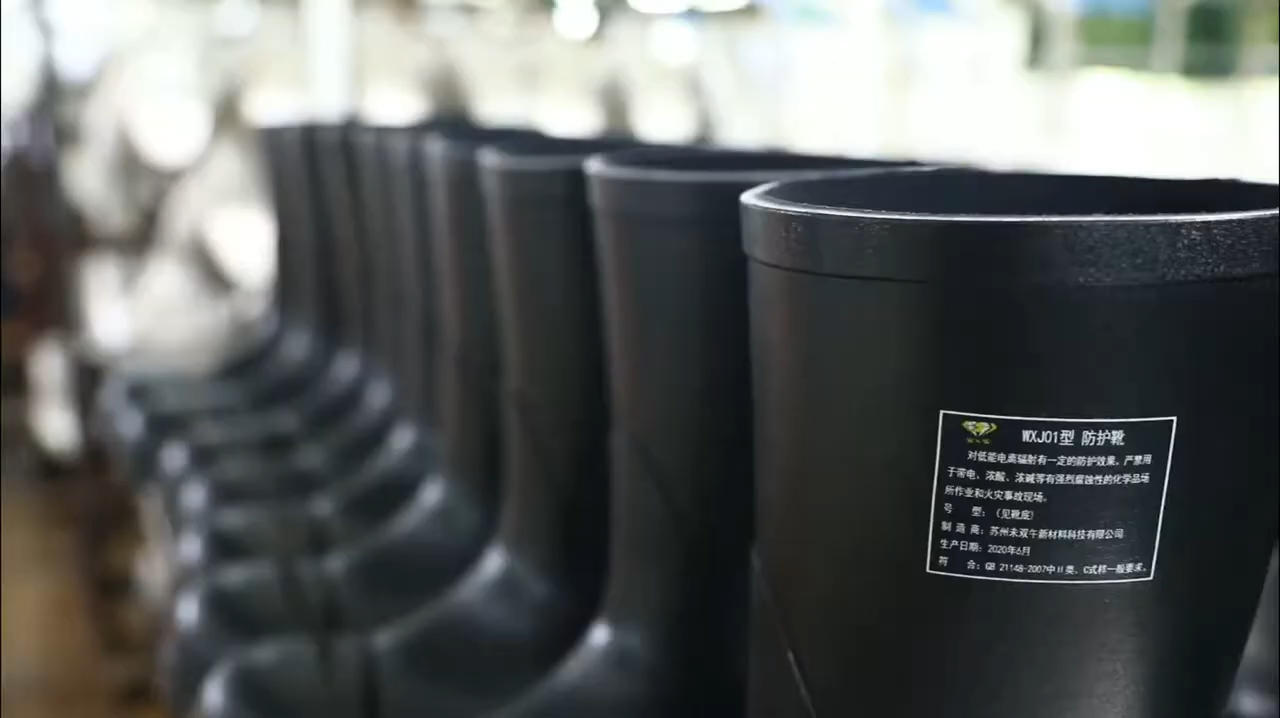 WXJ01型 防护靴
对低能电离辐射有一定的防护效果。严禁用
于带电、浓酸、浓碱等有强烈腐蚀性的化学品场
所作业和火灾事故现场。
号 型：（见靴底）
制 造 商：苏州未双牛新材料科技有限公司
生产日期：2020年6月
符 合：GB 21148-2007中II类、C式样一般要求。